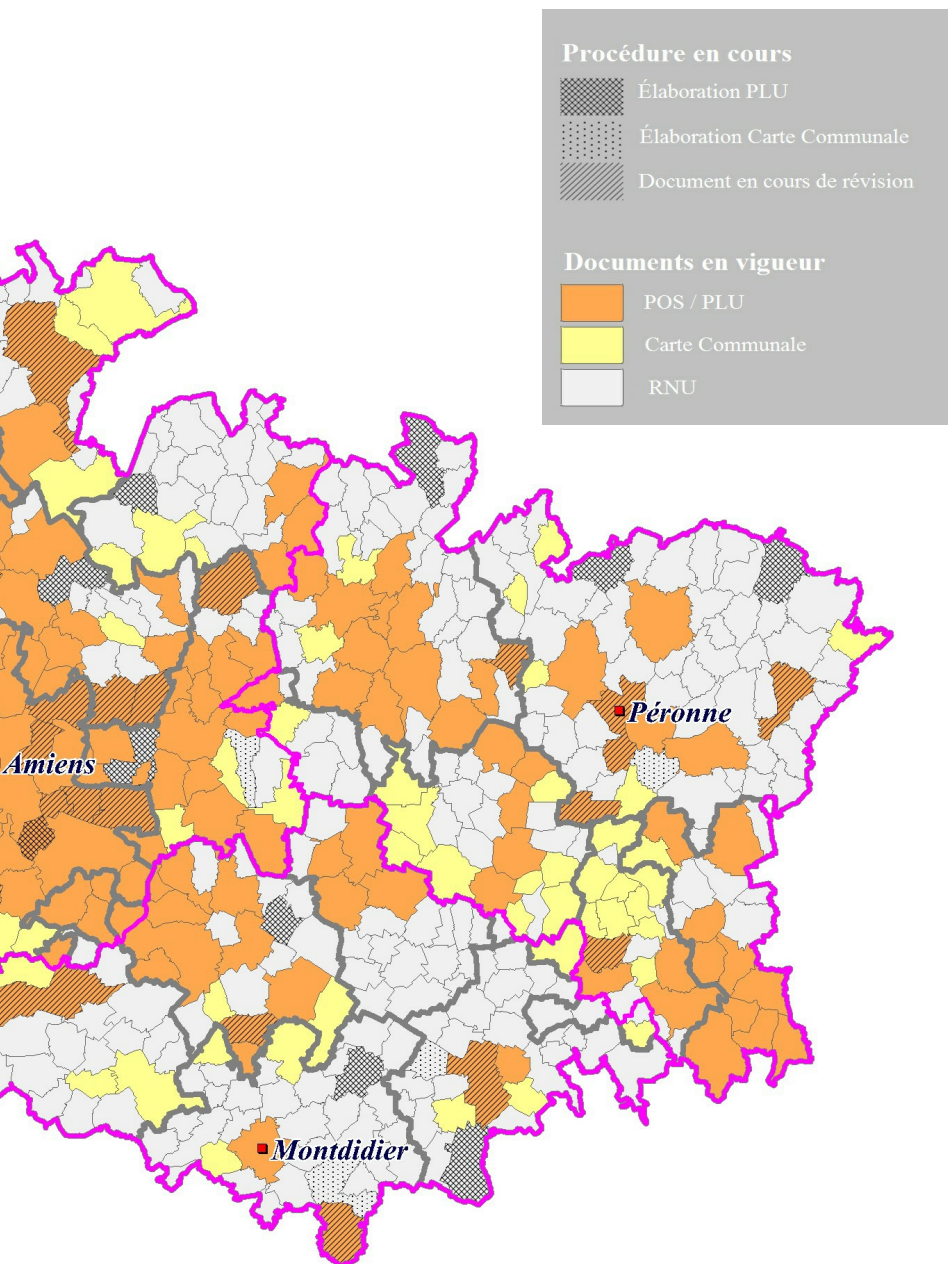 Procédure en cours
Élaboration PLU
Élaboration Carte Communale
Document en cours de révision
Documents en vigueur
POS / PLU
Carte Communale
RNU
Péronne
Amiens
Montdidier